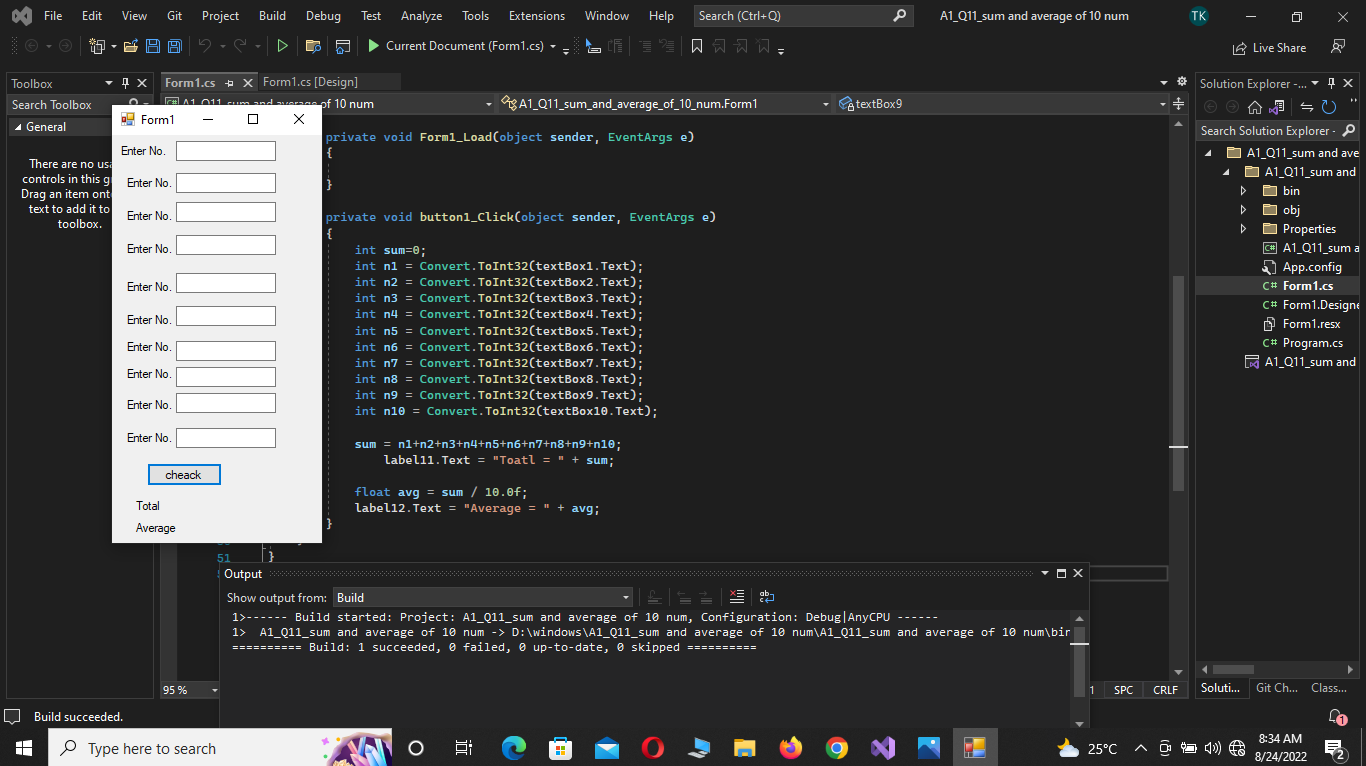 File Edit View Git Project Build Debug Test Analyze Tools Extensions Window Help Search (Ctrl+Q) A1_Q11_sum and average of 10 num TK
Current Document (Form1.cs) Live Share
Toolbox Form1.cs Form1.cs [Design] Solution Explorer -...
Search Toolbox A1_Q11_sum and average of 10 num A1_Q11_sum_and_average_of_10_num.Form1 textBox9
General
There are no usa
controls in this g
Drag an item ont
text to add it to
toolbox.
Form1
Enter No.
Enter No.
Enter No.
Enter No.
Enter No.
Enter No.
Enter No.
Enter No.
Enter No.
Enter No.
cheack
Total
Average
private void Form1_Load(object sender, EventArgs e)
{
}
private void button1_Click(object sender, EventArgs e)
{
int sum=0;
int n1 = Convert.ToInt32(textBox1.Text);
int n2 = Convert.ToInt32(textBox2.Text);
int n3 = Convert.ToInt32(textBox3.Text);
int n4 = Convert.ToInt32(textBox4.Text);
int n5 = Convert.ToInt32(textBox5.Text);
int n6 = Convert.ToInt32(textBox6.Text);
int n7 = Convert.ToInt32(textBox7.Text);
int n8 = Convert.ToInt32(textBox8.Text);
int n9 = Convert.ToInt32(textBox9.Text);
int n10 = Convert.ToInt32(textBox10.Text);
sum = n1+n2+n3+n4+n5+n6+n7+n8+n9+n10;
label11.Text = "Toatl = " + sum;
float avg = sum / 10.0f;
label12.Text = "Average = " + avg;
}
51 }
Search Solution Explorer -
A1_Q11_sum and ave
A1_Q11_sum and
bin
obj
Properties
A1_Q11_sum a
App.config
C# Form1.cs
C# Form1.Designe
Form1.resx
C# Program.cs
A1_Q11_sum and
Output
Show output from: Build
1>------ Build started: Project: A1_Q11_sum and average of 10 num, Configuration: Debug|AnyCPU ------
1> A1_Q11_sum and average of 10 num -> D:\windows\A1_Q11_sum and average of 10 num\A1_Q11_sum and average of 10 num\bin
========== Build: 1 succeeded, 0 failed, 0 up-to-date, 0 skipped ==========
95 % 1 SPC CRLF Soluti... Git Ch... Class...
Build succeeded. 1
Type here to search 25°C 8:34 AM
8/24/2022 2